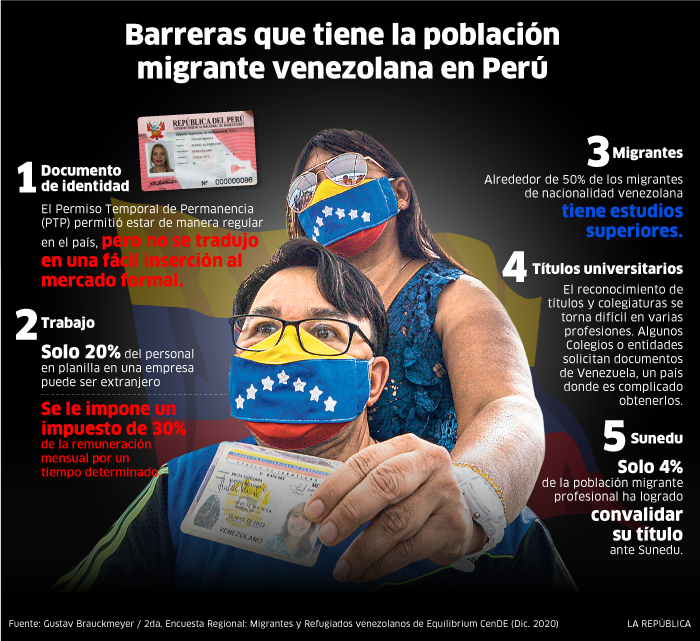 Barreras que tiene la población
migrante venezolana en Perú
REPÚBLICA DEL PERÚ
Nº 000000096
1 Documento
de identidad
El Permiso Temporal de Permanencia
(PTP) permitió estar de manera regular
en el país, pero no se tradujo
en una fácil inserción al
mercado formal.
2 Trabajo
Solo 20% del personal
en planilla en una empresa
puede ser extranjero
Se le impone un
impuesto de 30%
de la remuneración
mensual por un
tiempo determinado
VENEZOLANO
3 Migrantes
Alrededor de 50% de los migrantes
de nacionalidad venezolana
tiene estudios
superiores.
4 Títulos universitarios
El reconocimiento de
títulos y colegiaturas se
torna difícil en varias
profesiones. Algunos
Colegios o entidades
solicitan documentos
de Venezuela, un país
donde es complicado
obtenerlos.
5 Sunedu
Solo 4%
de la población migrante
profesional ha logrado
convalidar
su título
ante Sunedu.
Fuente: Gustav Brauckmeyer / 2da. Encuesta Regional: Migrantes y Refugiados venezolanos de Equilibrium CenDE (Dic. 2020)
LA REPÚBLICA